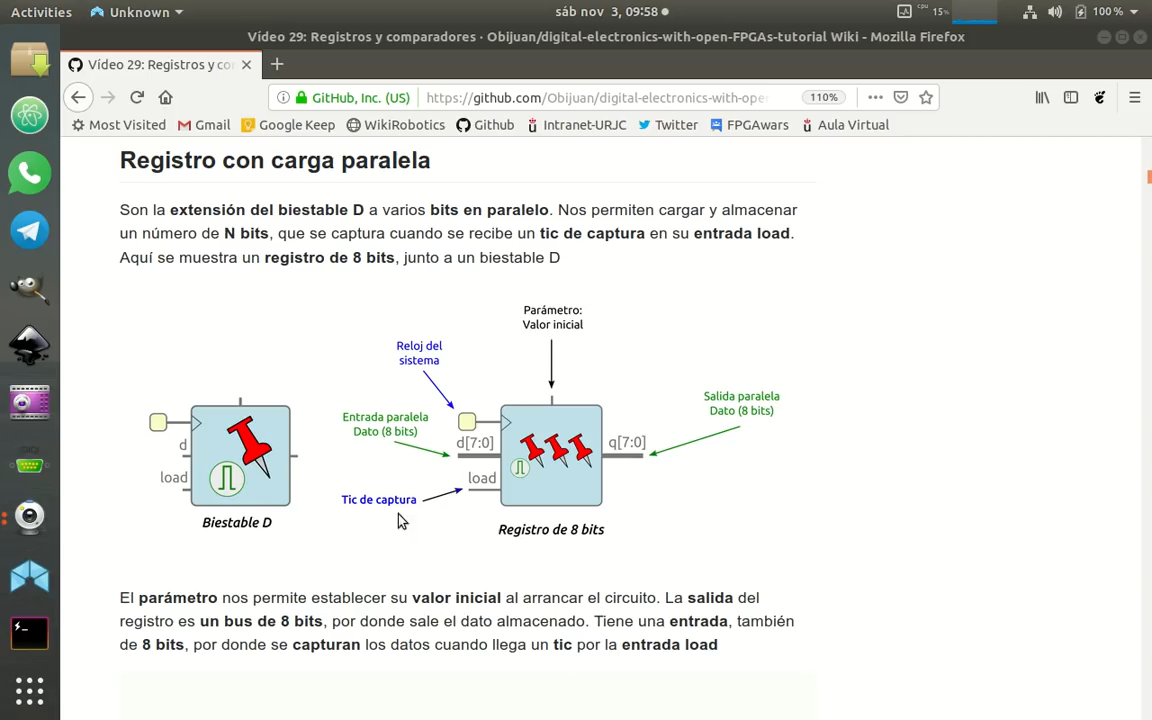 Activities
Unknown
sáb nov 3, 09:58
cpu
15%
100 %
Vídeo 29: Registros y comparadores · Obijuan/digital-electronics-with-open-FPGAs-tutorial Wiki - Mozilla Firefox
Vídeo 29: Registros y co
GitHub, Inc. (US)
https://github.com/Obijuan/digital-electronics-with-ope
110%
Most Visited
Gmail
Google Keep
WikiRobotics
Github
Intranet-URJC
Twitter
FPGAwars
Aula Virtual
Registro con carga paralela
Son la extensión del biestable D a varios bits en paralelo. Nos permiten cargar y almacenar
un número de N bits, que se captura cuando se recibe un tic de captura en su entrada load.
Aquí se muestra un registro de 8 bits, junto a un biestable D
Parámetro:
Valor inicial
Reloj del
sistema
Entrada paralela
Dato (8 bits)
Salida paralela
Dato (8 bits)
d
load
d[7:0]
q[7:0]
load
Tic de captura
Biestable D
Registro de 8 bits
El parámetro nos permite establecer su valor inicial al arrancar el circuito. La salida del
registro es un bus de 8 bits, por donde sale el dato almacenado. Tiene una entrada, también
de 8 bits, por donde se capturan los datos cuando llega un tic por la entrada load